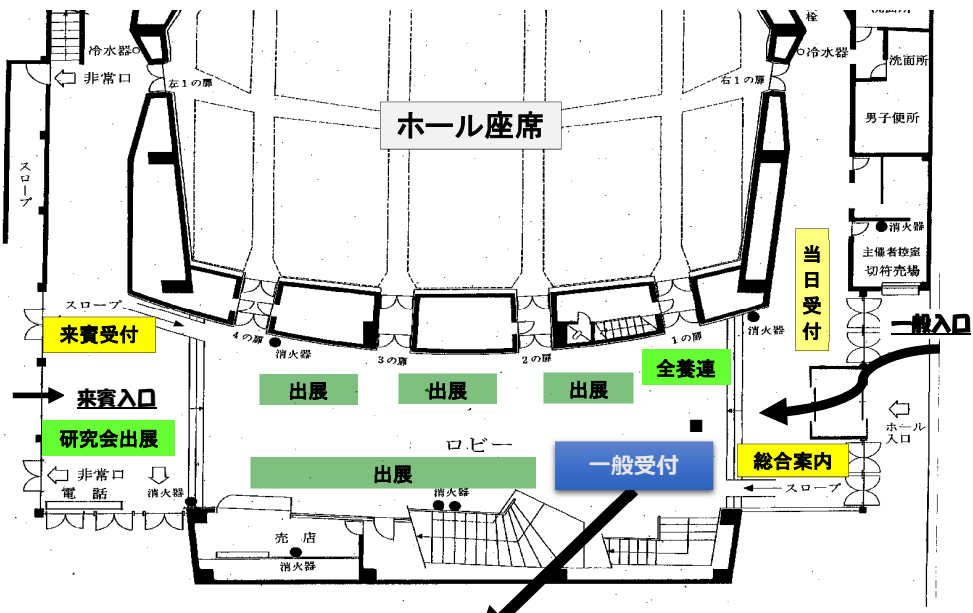 洗面所
栓
冷水器
冷水器
非常口
洗面所
左1の扉
右1の扉
ホール座席
男子便所
スロープ
消火器
当日受付
主催者控室
切符売場
スロープ
来賓受付
4の扉
消火器
3の扉
2の扉
1の扉
消火器
一般入口
全養連
出展
出展
出展
来賓入口
ホール
入口
研究会出展
ロビー
一般受付
総合案内
非常口
出展
スロープ
電話
消火器
消火器
売店
消火器